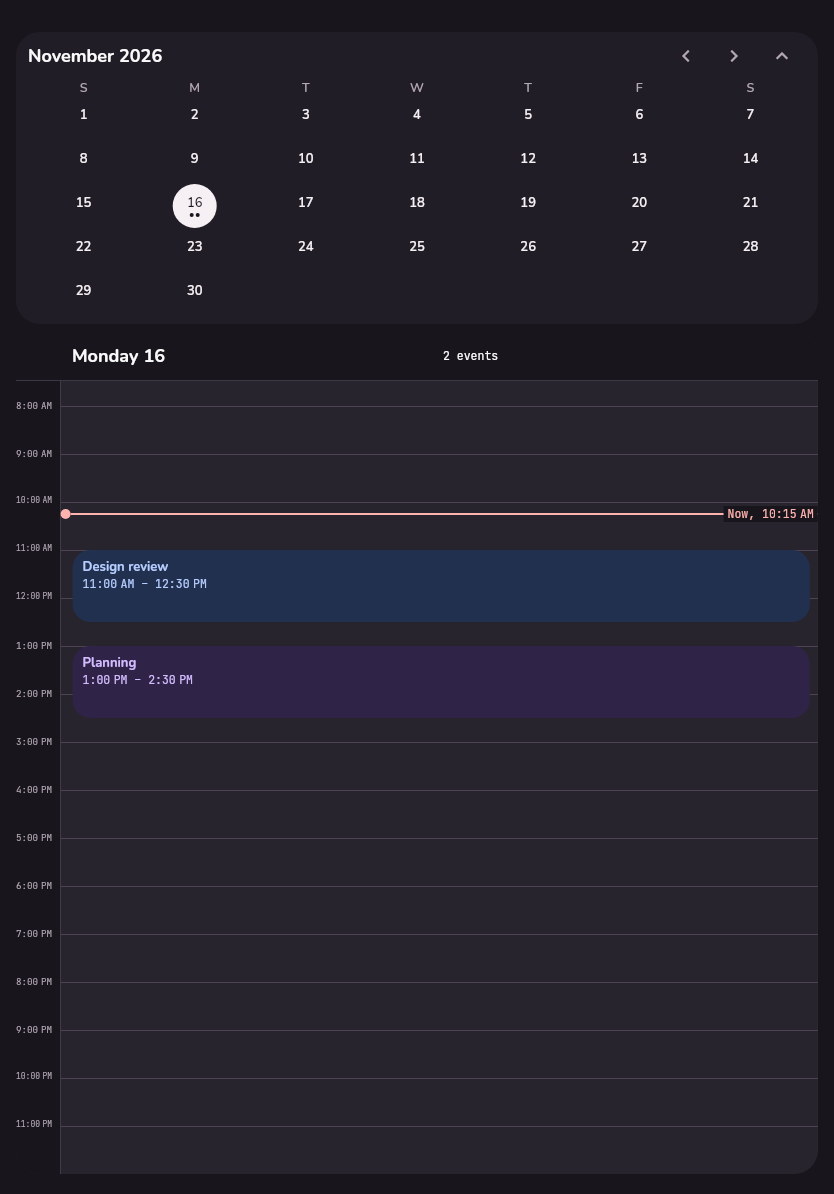 November 2026
S M T W T F S
1 2 3 4 5 6 7
8 9 10 11 12 13 14
15 16 17 18 19 20 21
22 23 24 25 26 27 28
29 30
Monday 16 2 events
8:00 AM
9:00 AM
10:00 AM
Now, 10:15 AM
11:00 AM
Design review
11:00 AM – 12:30 PM
12:00 PM
1:00 PM
Planning
1:00 PM – 2:30 PM
2:00 PM
3:00 PM
4:00 PM
5:00 PM
6:00 PM
7:00 PM
8:00 PM
9:00 PM
10:00 PM
11:00 PM